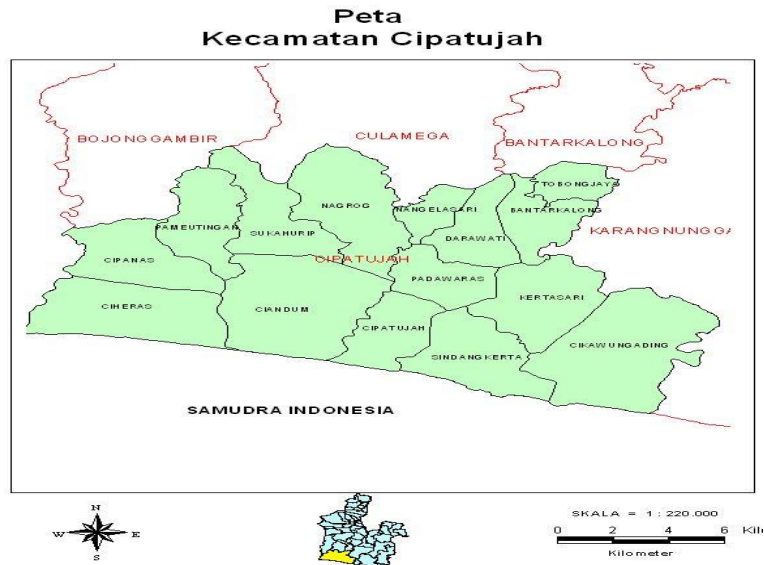 Peta
Kecamatan Cipatujah
BOJONGGAMBIR
CULAMEGA
BANTARKALONG
TOBONGJAYA
NAGROG
NANGELASARI
BANTARKALONG
PAMEUTINGAN
SUKAHURIP
DARAWATI
KARANGNUNGGA
CIPANAS
CIPATUJAH
PADAWARAS
CIHERAS
CIANDUM
KERTASARI
CIPATUJAH
SINDANGKERTA
CIKAWUNGADING
SAMUDRA INDONESIA
N
W E
S
SKALA = 1 : 220.000
0 2 4 6 Kil
Kilometer